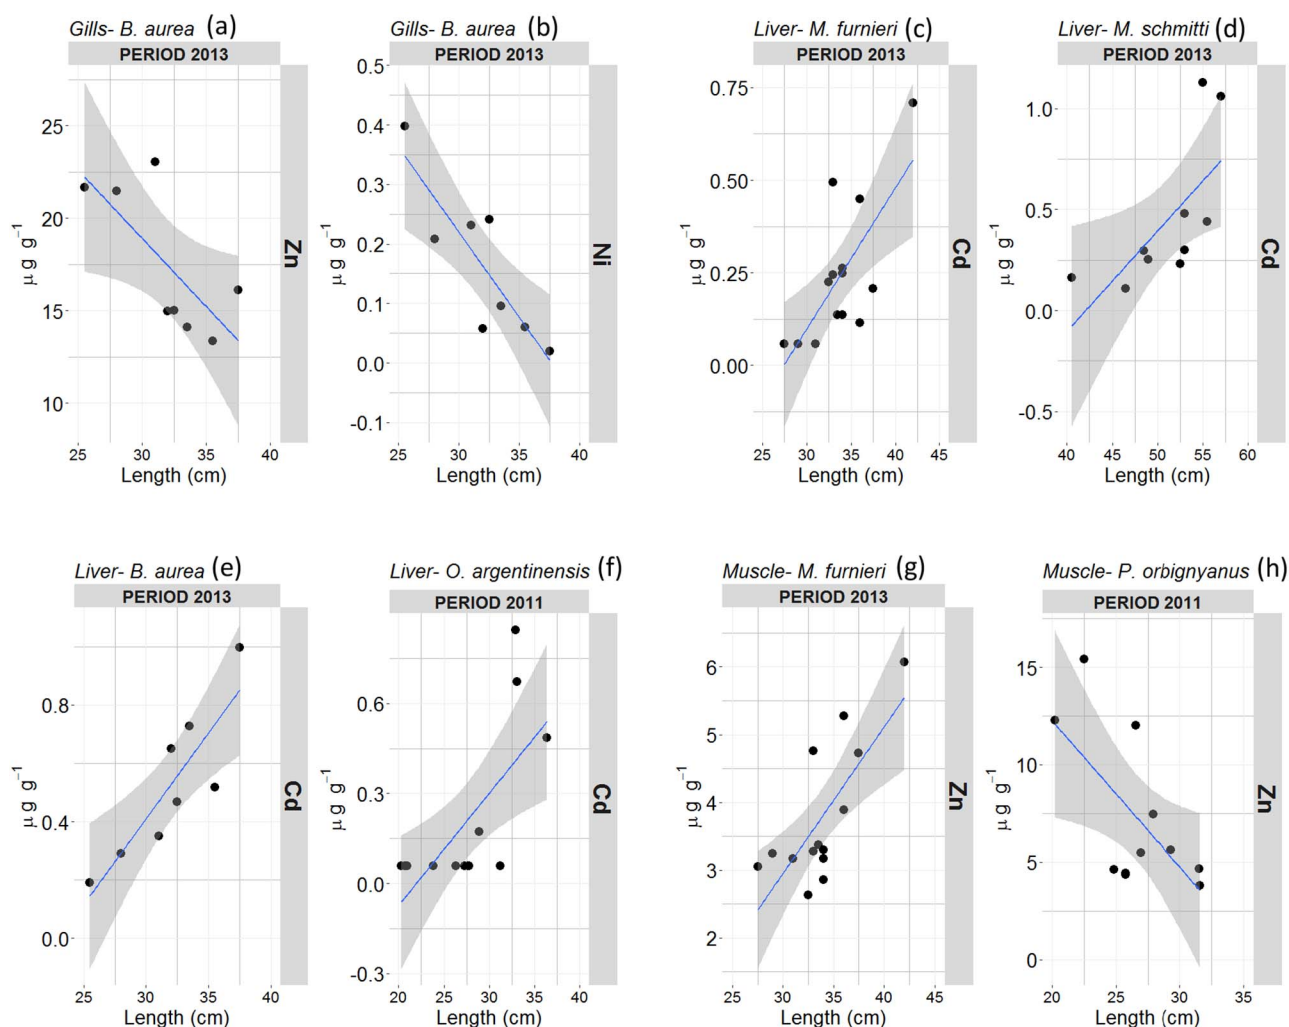 Gills- B. aurea (a)
PERIOD 2013
25
20
15
10
μ g g⁻¹
Zn
25 30 35 40
Length (cm)
Gills- B. aurea (b)
PERIOD 2013
0.5
0.4
0.3
0.2
0.1
0.0
-0.1
μ g g⁻¹
Ni
25 30 35 40
Length (cm)
Liver- M. furnieri (c)
PERIOD 2013
0.75
0.50
0.25
0.00
μ g g⁻¹
Cd
25 30 35 40 45
Length (cm)
Liver- M. schmitti (d)
PERIOD 2013
1.0
0.5
0.0
-0.5
μ g g⁻¹
Cd
40 45 50 55 60
Length (cm)
Liver- B. aurea (e)
PERIOD 2013
0.8
0.4
0.0
μ g g⁻¹
Cd
25 30 35 40
Length (cm)
Liver- O. argentinensis (f)
PERIOD 2011
0.6
0.3
0.0
-0.3
μ g g⁻¹
Cd
20 25 30 35 40
Length (cm)
Muscle- M. furnieri (g)
PERIOD 2013
6
5
4
3
2
μ g g⁻¹
Zn
25 30 35 40 45
Length (cm)
Muscle- P. orbignyanus (h)
PERIOD 2011
15
10
5
0
μ g g⁻¹
Zn
20 25 30 35
Length (cm)